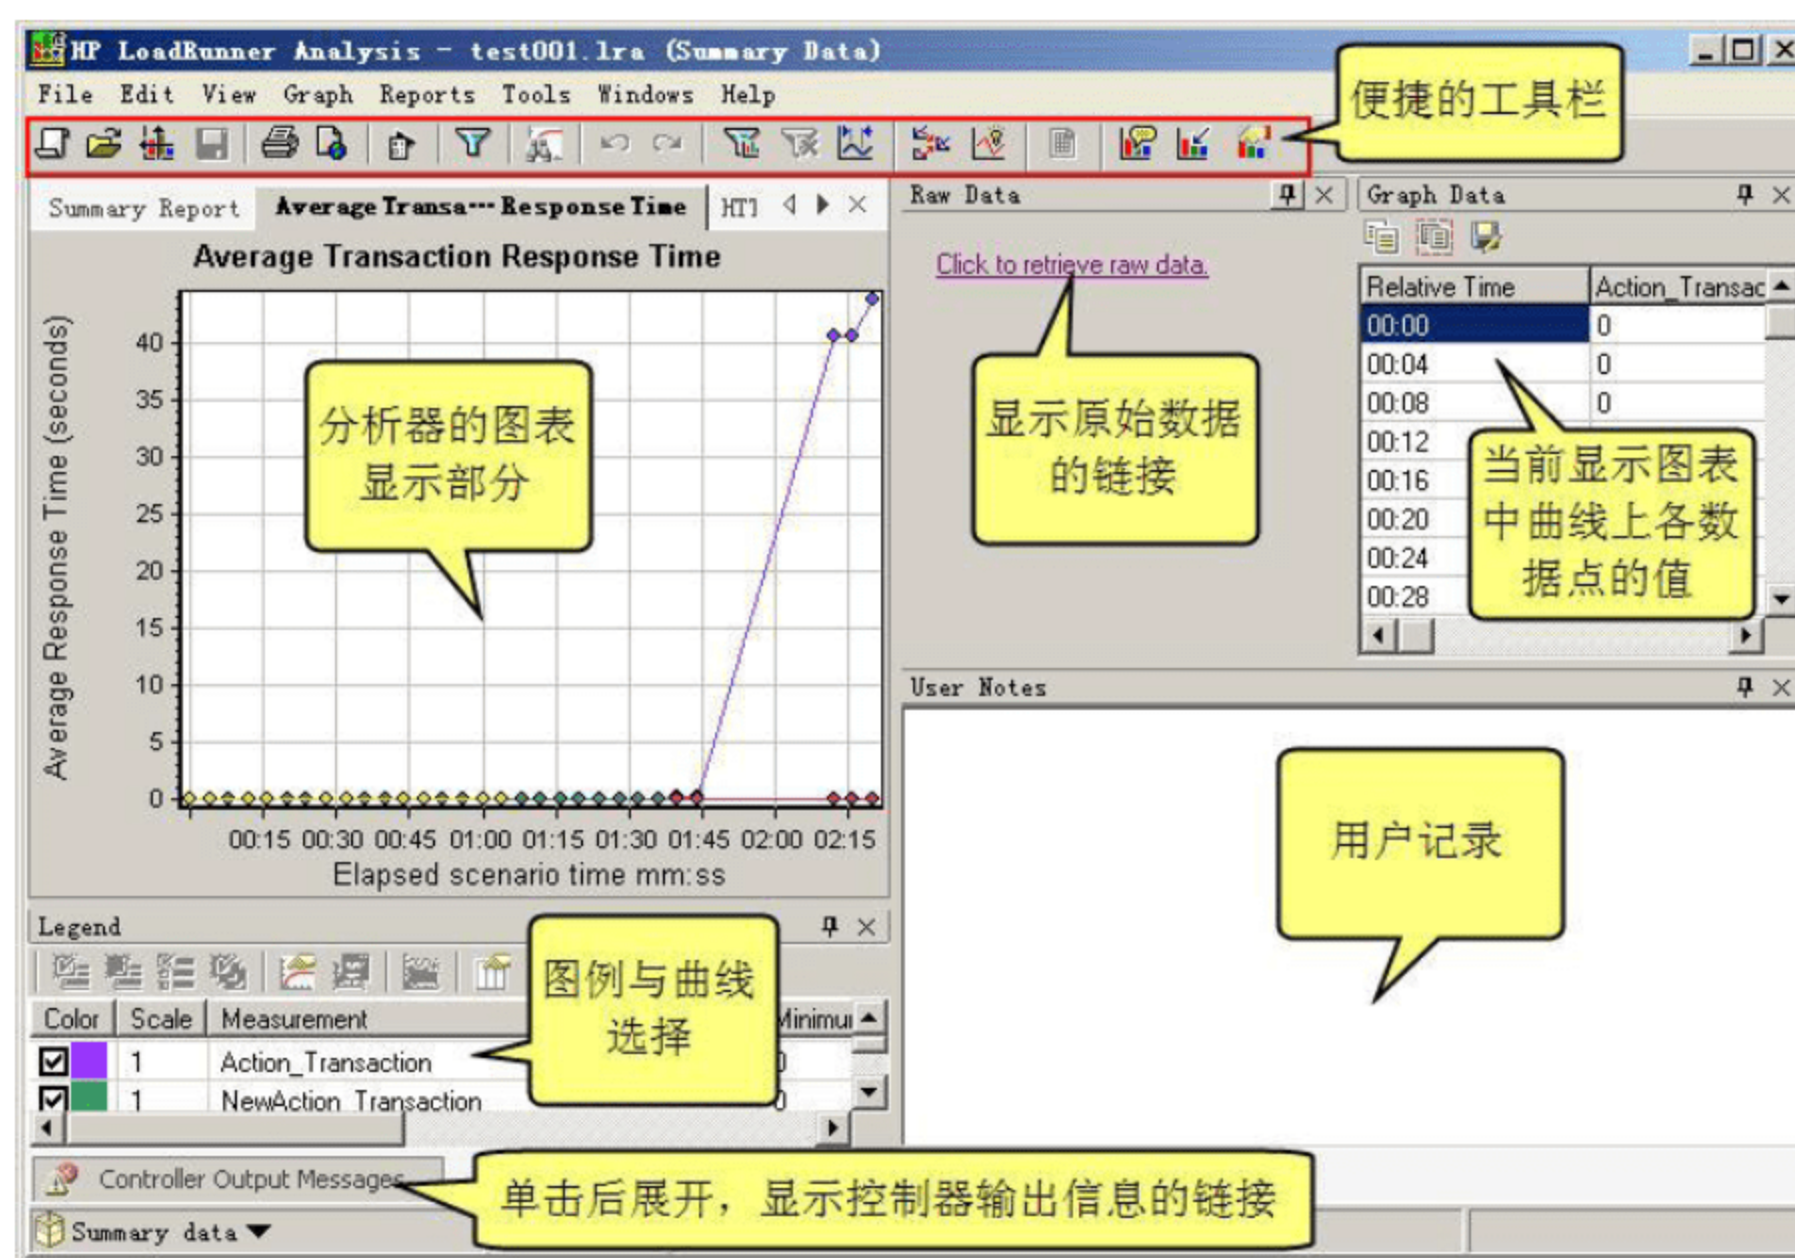 HP LoadRunner Analysis - test001.lra (Summary Data)
File Edit View Graph Reports Tools Windows Help
便捷的工具栏
Summary Report
Average Transa··· Response Time
Average Transaction Response Time
Average Response Time (seconds)
40
35
30
25
20
15
10
5
0
00:15 00:30 00:45 01:00 01:15 01:30 01:45 02:00 02:15
Elapsed scenario time mm:ss
分析器的图表
显示部分
Raw Data
Click to retrieve raw data.
显示原始数据
的链接
Graph Data
Relative Time Action_Transac
00:00 0
00:04 0
00:08 0
00:12
00:16
00:20
00:24
00:28
当前显示图表
中曲线上各数
据点的值
User Notes
用户记录
Legend
Color Scale Measurement
1 Action_Transaction
1 NewAction_Transaction
图例与曲线
选择
Controller Output Messages
单击后展开，显示控制器输出信息的链接
Summary data